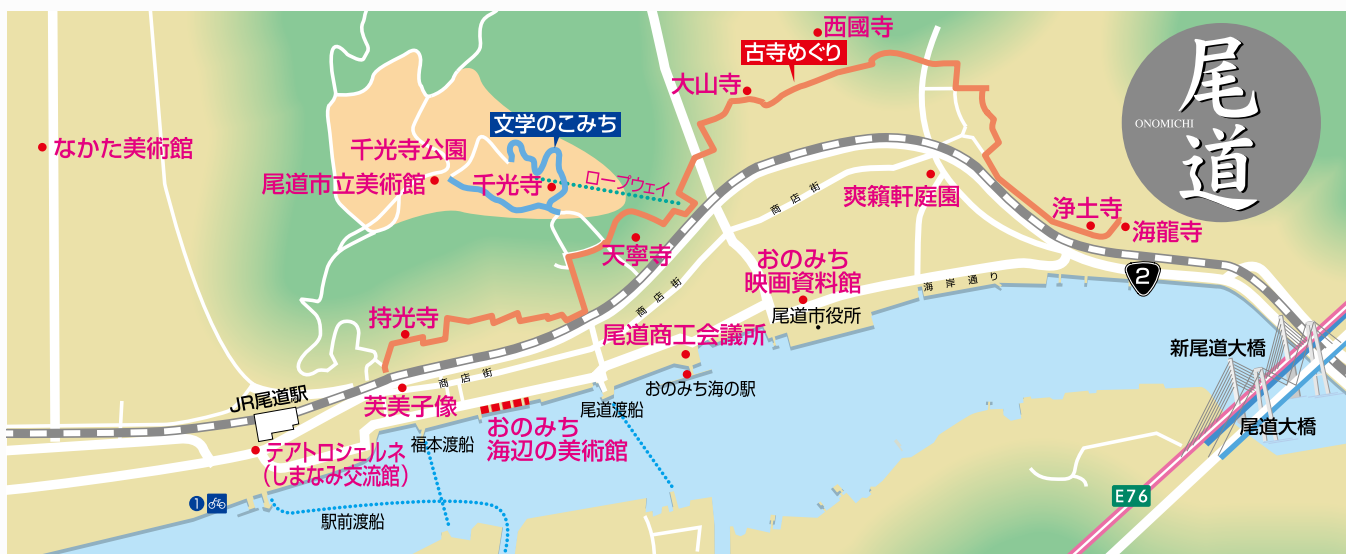 西國寺
古寺めぐり
大山寺
尾道
ONOMICHI
なかた美術館
文学のこみち
千光寺公園
尾道市立美術館
千光寺
ロープウェイ
商店街
爽籟軒庭園
浄土寺
海龍寺
天寧寺
おのみち
映画資料館
商店街
海岸通り
2
持光寺
尾道市役所
尾道商工会議所
新尾道大橋
商店街
おのみち海の駅
JR尾道駅
芙美子像
尾道渡船
尾道大橋
おのみち
海辺の美術館
福本渡船
テアトロシェルネ
(しまなみ交流館)
E76
1
駅前渡船